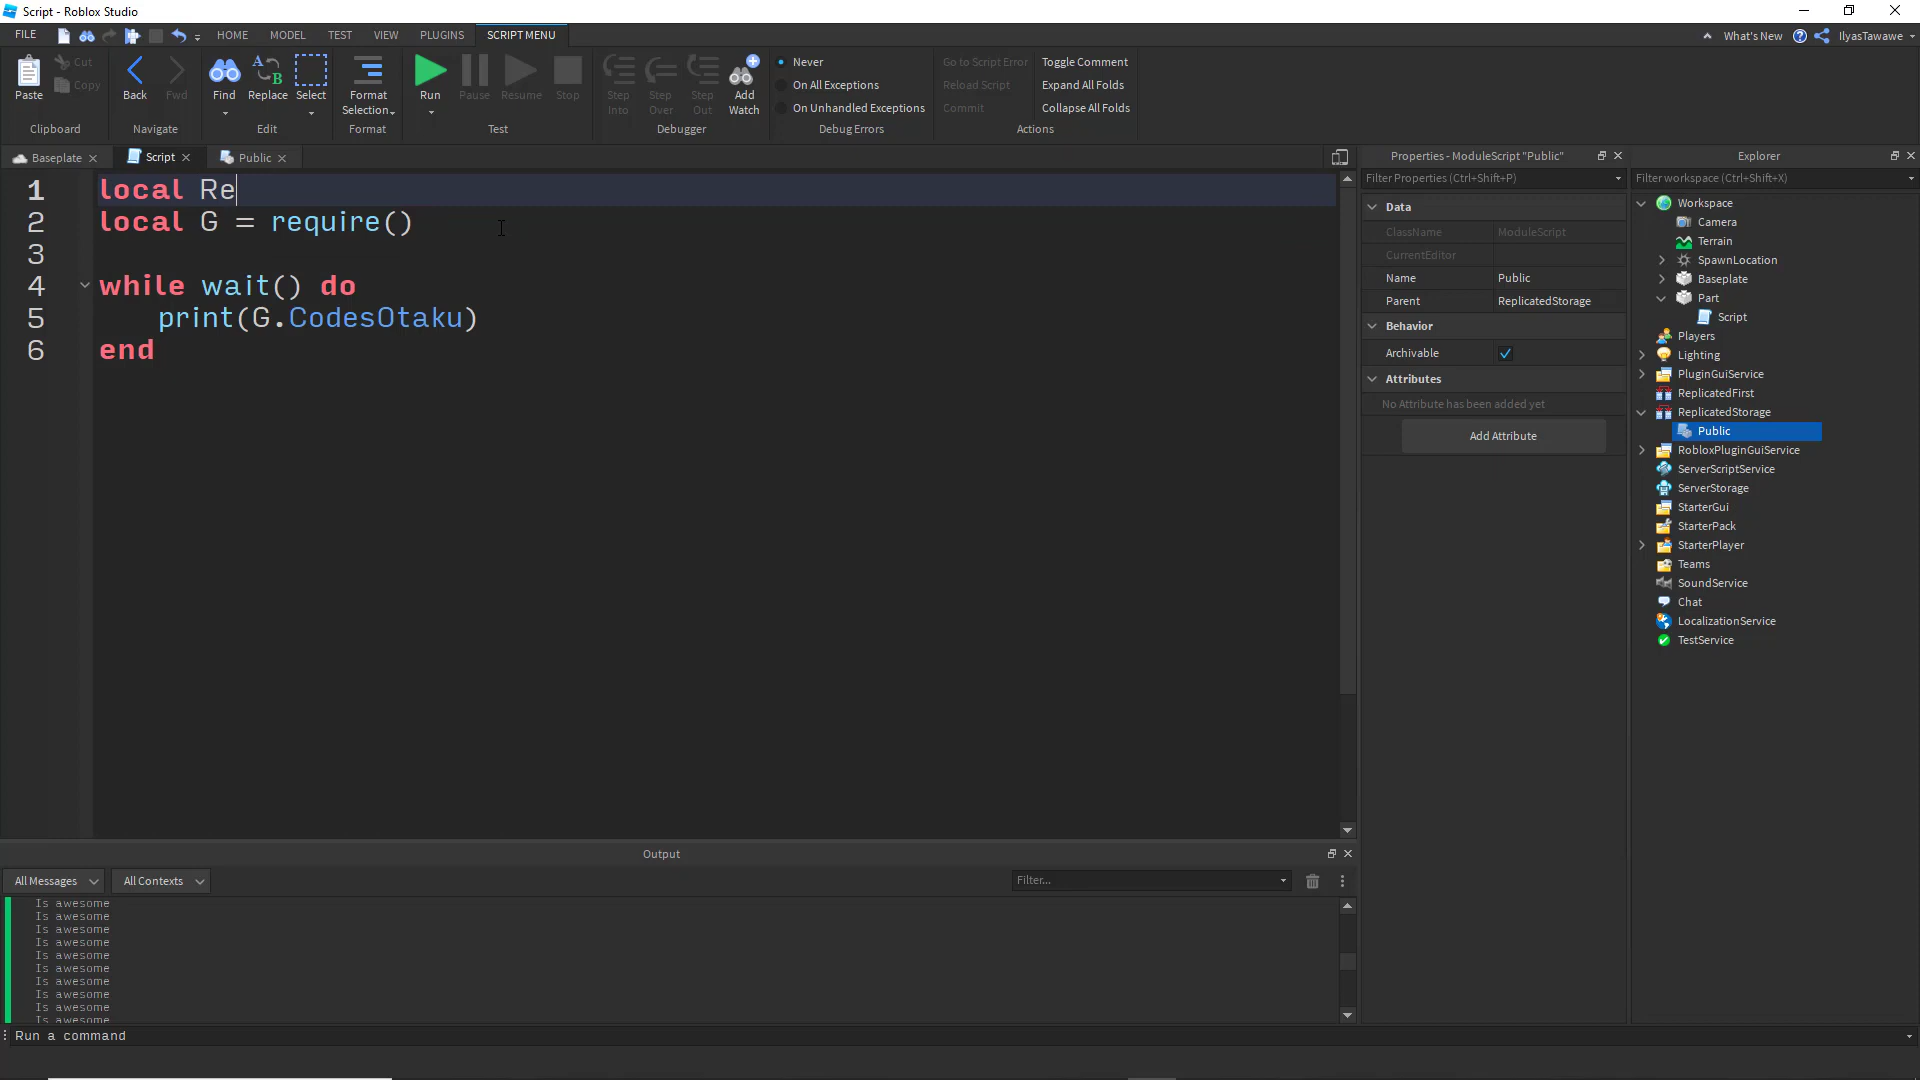 Script - Roblox Studio
FILE HOME MODEL TEST VIEW PLUGINS SCRIPT MENU What's New IlyasTawawe
Paste Cut Copy Back Fwd Find Replace Select Format Selection Run Pause Resume Stop Step Into Step Over Step Out Add Watch
Never
On All Exceptions
On Unhandled Exceptions
Go to Script Error
Reload Script
Commit
Toggle Comment
Expand All Folds
Collapse All Folds
Clipboard Navigate Edit Format Test Debugger Debug Errors Actions
Baseplate Script Public
1 local Re
2 local G = require()
3
4 while wait() do
5 print(G.CodesOtaku)
6 end
Properties - ModuleScript "Public"
Filter Properties (Ctrl+Shift+P)
Data
ClassName ModuleScript
CurrentEditor
Name Public
Parent ReplicatedStorage
Behavior
Archivable
Attributes
No Attribute has been added yet
Add Attribute
Explorer
Filter workspace (Ctrl+Shift+X)
Workspace
Camera
Terrain
SpawnLocation
Baseplate
Part
Script
Players
Lighting
PluginGuiService
ReplicatedFirst
ReplicatedStorage
Public
RobloxPluginGuiService
ServerScriptService
ServerStorage
StarterGui
StarterPack
StarterPlayer
Teams
SoundService
Chat
LocalizationService
TestService
Output
All Messages All Contexts Filter...
Is awesome
Is awesome
Is awesome
Is awesome
Is awesome
Is awesome
Is awesome
Is awesome
Is awesome
Is awesome
Run a command